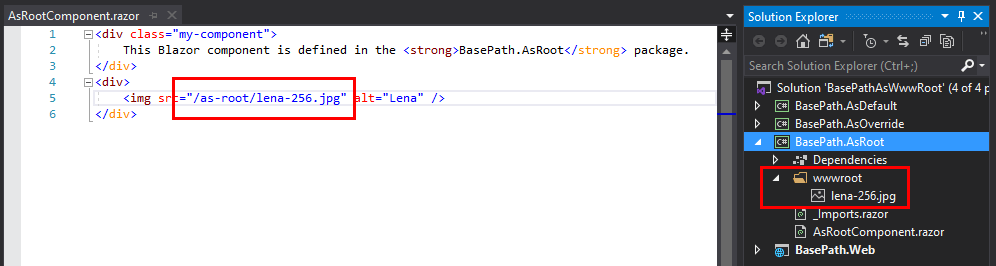 AsRootComponent.razor
Solution Explorer
Search Solution Explorer (Ctrl+;)
1 <div class="my-component">
2 This Blazor component is defined in the <strong>BasePath.AsRoot</strong> package.
3 </div>
4 <div>
5 <img src="/as-root/lena-256.jpg" alt="Lena" />
6 </div>
Solution 'BasePathAsWwwRoot' (4 of 4 p
BasePath.AsDefault
BasePath.AsOverride
BasePath.AsRoot
Dependencies
wwwroot
lena-256.jpg
_Imports.razor
AsRootComponent.razor
BasePath.Web